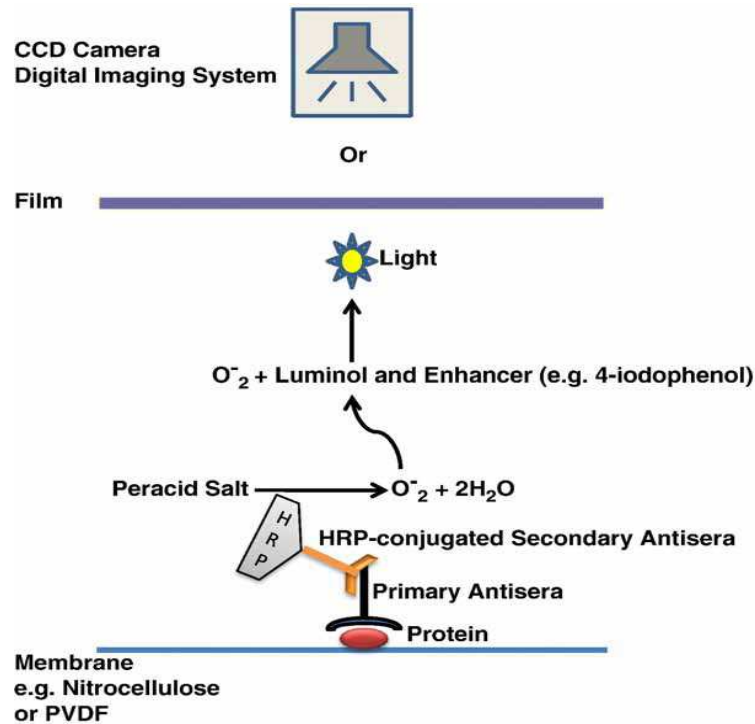 CCD Camera
Digital Imaging System
Or
Film
Light
O⁻₂ + Luminol and Enhancer (e.g. 4-iodophenol)
Peracid Salt
O⁻₂ + 2H₂O
HRP
HRP-conjugated Secondary Antisera
Primary Antisera
Protein
Membrane
e.g. Nitrocellulose
or PVDF